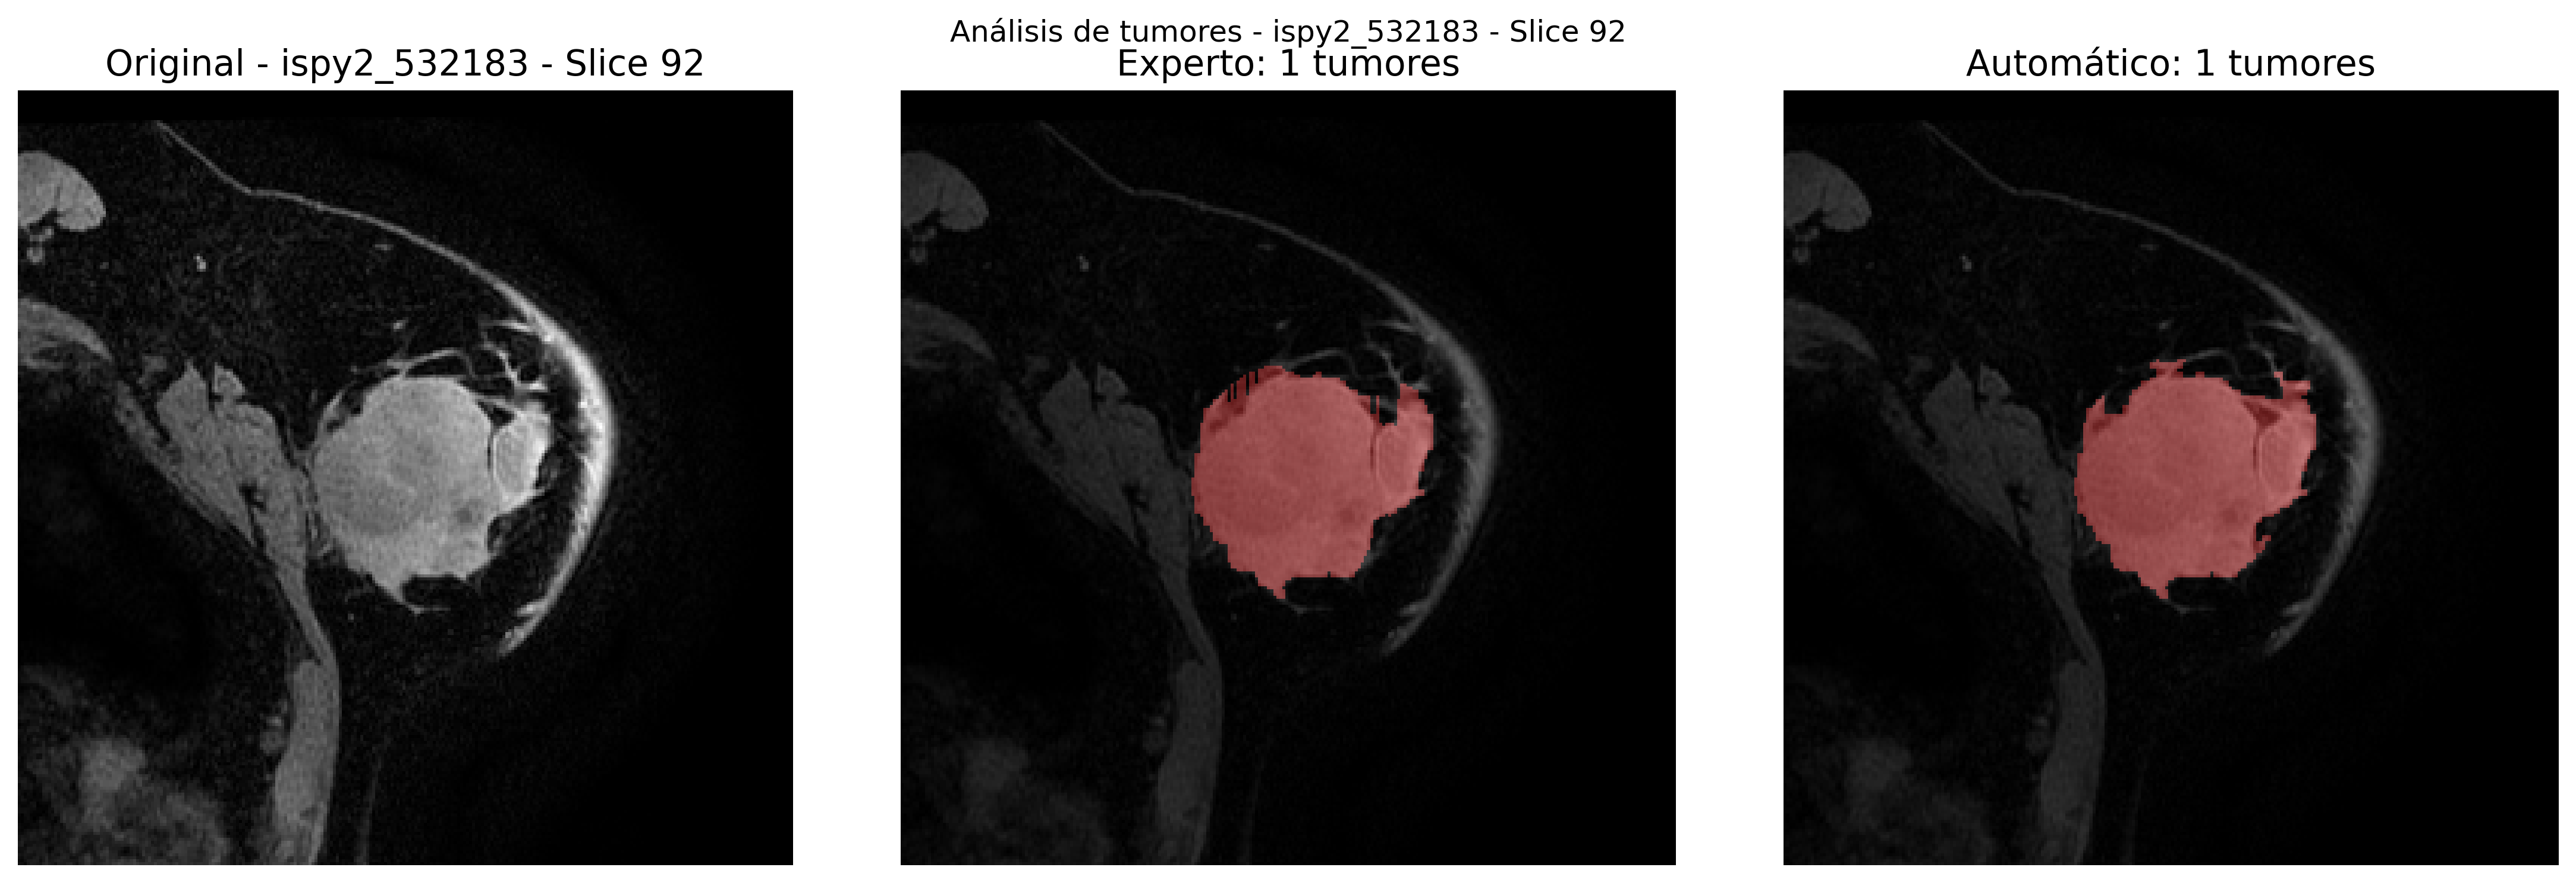 Análisis de tumores - ispy2_532183 - Slice 92
Original - ispy2_532183 - Slice 92
Experto: 1 tumores
Automático: 1 tumores